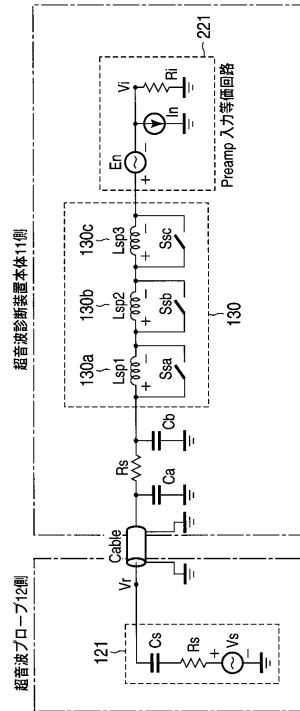 超音波プローブ12側
超音波診断装置本体11側
121
Cs
Rs
Vs
+
−
Vr
Cable
Ca
Rs
Cb
130a
130b
130c
Lsp1
Lsp2
Lsp3
+
−
+
−
+
−
Ssa
Ssb
Ssc
130
En
+
−
Vi
In
Ri
Preamp 入力等価回路
221